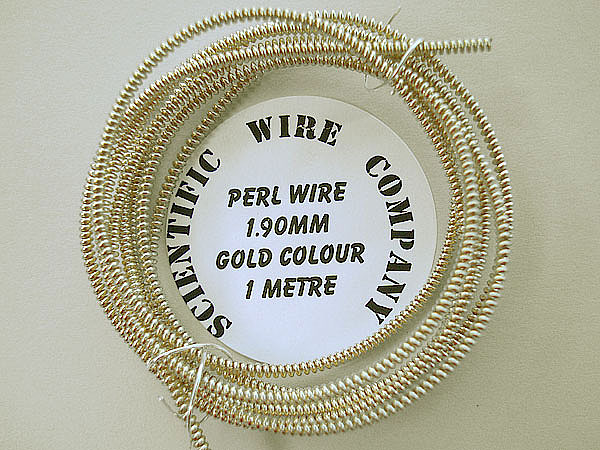 SCIENTIFIC WIRE COMPANY
PERL WIRE
1.90MM
GOLD COLOUR
1 METRE